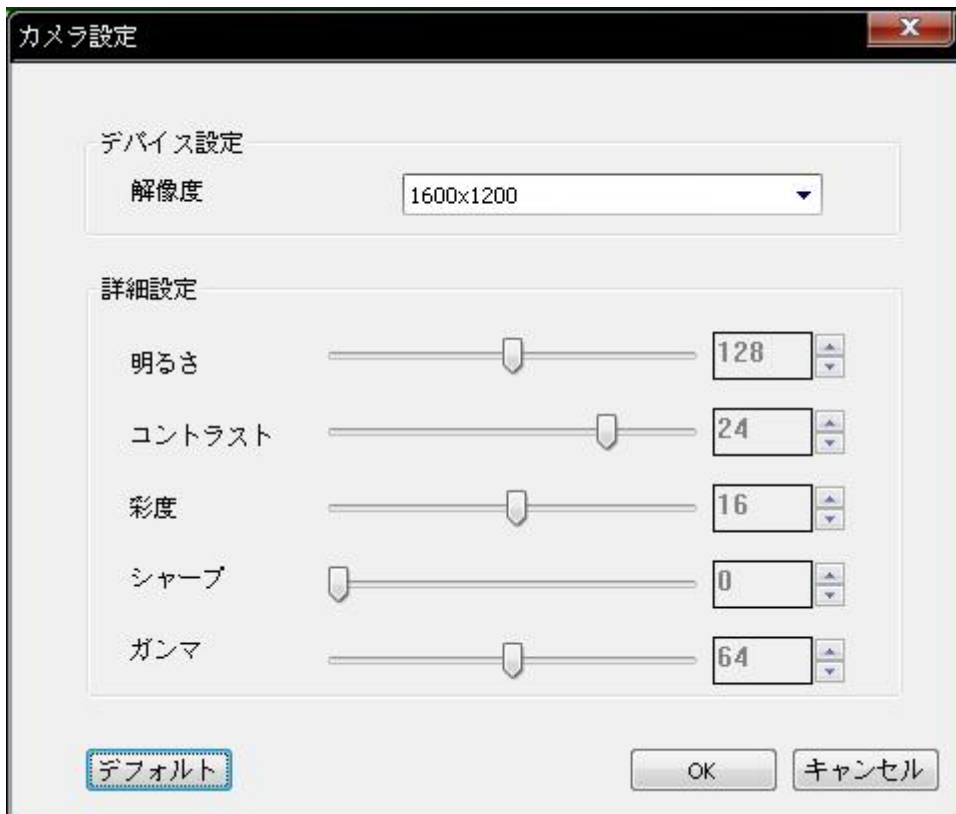 カメラ設定
デバイス設定
解像度 1600x1200
詳細設定
明るさ 128
コントラスト 24
彩度 16
シャープ 0
ガンマ 64
デフォルト OK キャンセル